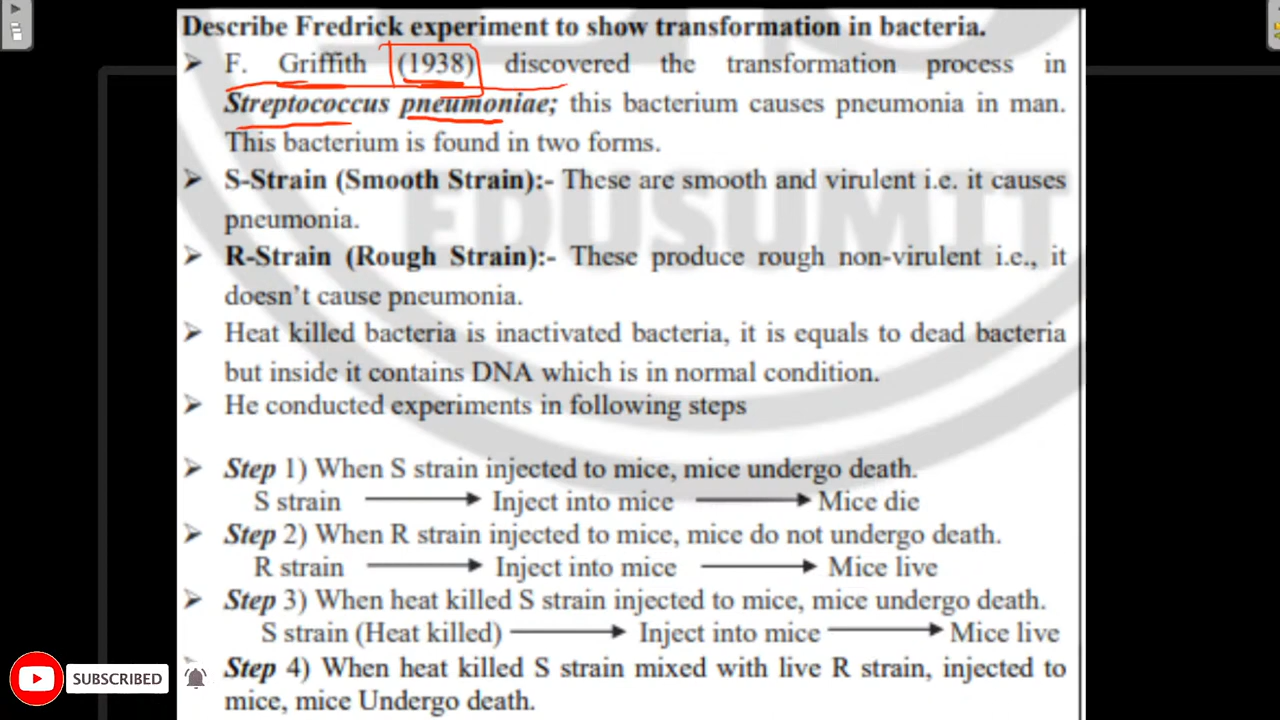 Describe Fredrick experiment to show transformation in bacteria.
➢ F. Griffith (1938) discovered the transformation process in
Streptococcus pneumoniae; this bacterium causes pneumonia in man.
This bacterium is found in two forms.
➢ S-Strain (Smooth Strain):- These are smooth and virulent i.e. it causes
pneumonia.
➢ R-Strain (Rough Strain):- These produce rough non-virulent i.e., it
doesn't cause pneumonia.
➢ Heat killed bacteria is inactivated bacteria, it is equals to dead bacteria
but inside it contains DNA which is in normal condition.
➢ He conducted experiments in following steps
➢ Step 1) When S strain injected to mice, mice undergo death.
S strain ⟶ Inject into mice ⟶ Mice die
➢ Step 2) When R strain injected to mice, mice do not undergo death.
R strain ⟶ Inject into mice ⟶ Mice live
➢ Step 3) When heat killed S strain injected to mice, mice undergo death.
S strain (Heat killed) ⟶ Inject into mice ⟶ Mice live
Step 4) When heat killed S strain mixed with live R strain, injected to
mice, mice Undergo death.
EDUSUMIT
SUBSCRIBED